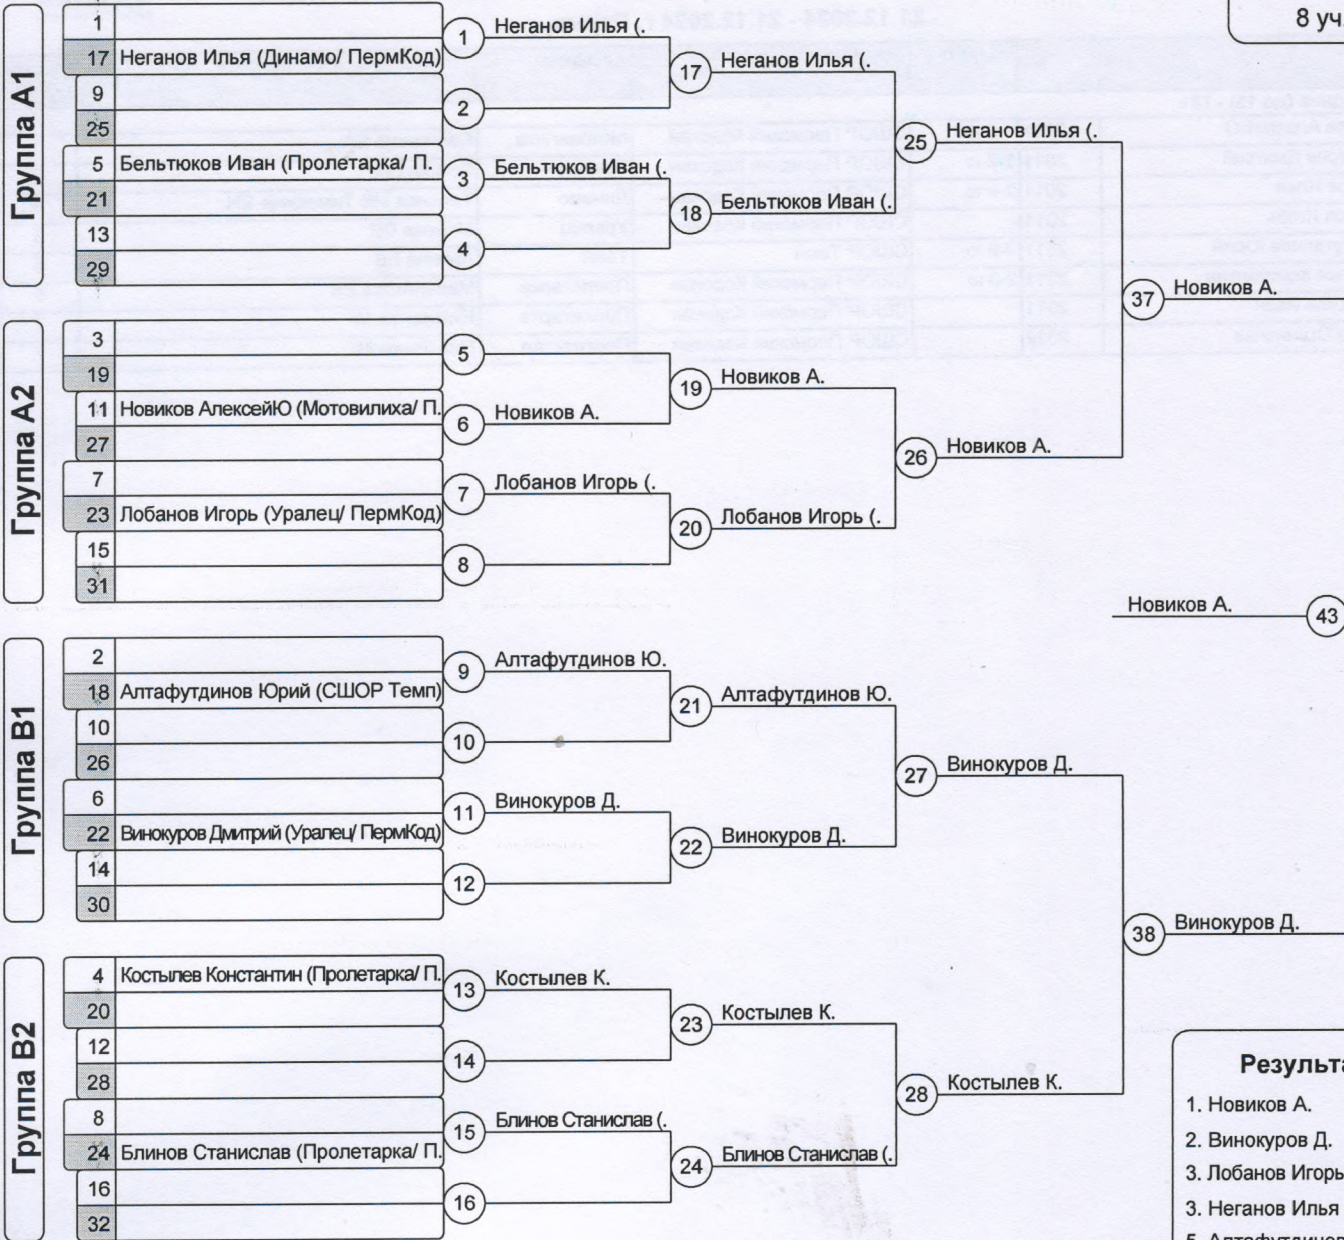 8 уч
Группа А1
1
17 Неганов Илья (Динамо/ ПермКод)
9
25
5 Бельтюков Иван (Пролетарка/ П.
21
13
29
1 Неганов Илья (.
2
3 Бельтюков Иван (.
4
17 Неганов Илья (.
18 Бельтюков Иван (.
25 Неганов Илья (.
Группа А2
3
19
11 Новиков АлексейЮ (Мотовилиха/ П.
27
7
23 Лобанов Игорь (Уралец/ ПермКод)
15
31
5
6 Новиков А.
7 Лобанов Игорь (.
8
19 Новиков А.
20 Лобанов Игорь (.
26 Новиков А.
37 Новиков А.
Новиков А. 43
Группа В1
2
18 Алтафутдинов Юрий (СШОР Темп)
10
26
6
22 Винокуров Дмитрий (Уралец/ ПермКод)
14
30
9 Алтафутдинов Ю.
10
11 Винокуров Д.
12
21 Алтафутдинов Ю.
22 Винокуров Д.
27 Винокуров Д.
Группа В2
4 Костылев Константин (Пролетарка/ П.
20
12
28
8
24 Блинов Станислав (Пролетарка/ П.
16
32
13 Костылев К.
14
15 Блинов Станислав (.
16
23 Костылев К.
24 Блинов Станислав (.
28 Костылев К.
38 Винокуров Д.
Результа
1. Новиков А.
2. Винокуров Д.
3. Лобанов Игорь
3. Неганов Илья